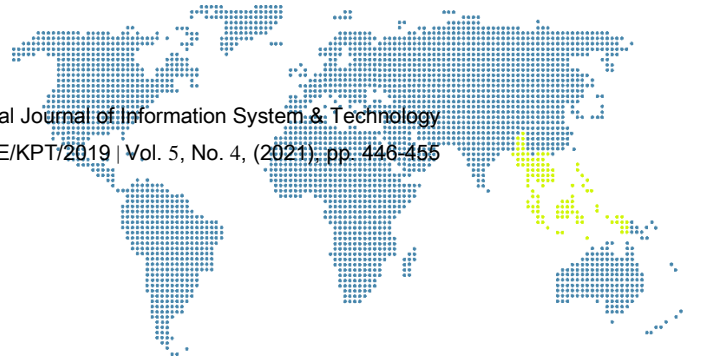 al Journal of Information System & Technology
E/KPT/2019 | Vol. 5, No. 4, (2021), pp. 446-455